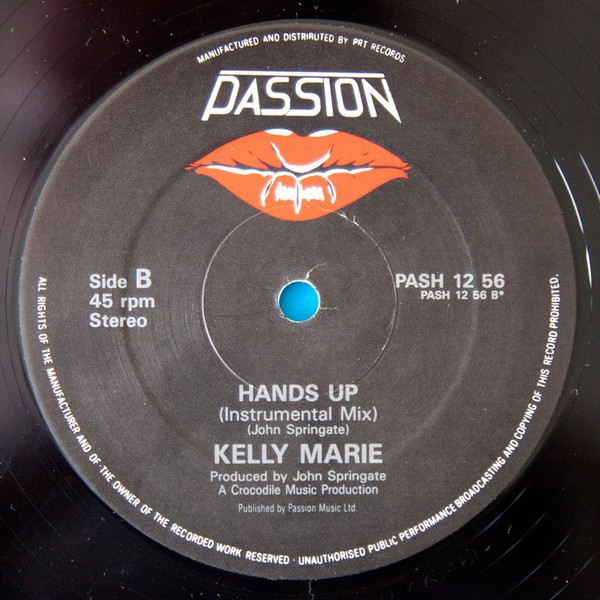 MANUFACTURED AND DISTRIBUTED BY PRT RECORDS
PASSION
Side B
45 rpm
Stereo
PASH 12 56
PASH 12 56 B*
HANDS UP
(Instrumental Mix)
(John Springate)
KELLY MARIE
Produced by John Springate
A Crocodile Music Production
Published by Passion Music Ltd.
ALL RIGHTS OF THE MANUFACTURER AND OF THE OWNER OF THE RECORDED WORK RESERVED · UNAUTHORISED PUBLIC PERFORMANCE BROADCASTING AND COPYING OF THIS RECORD PROHIBITED.